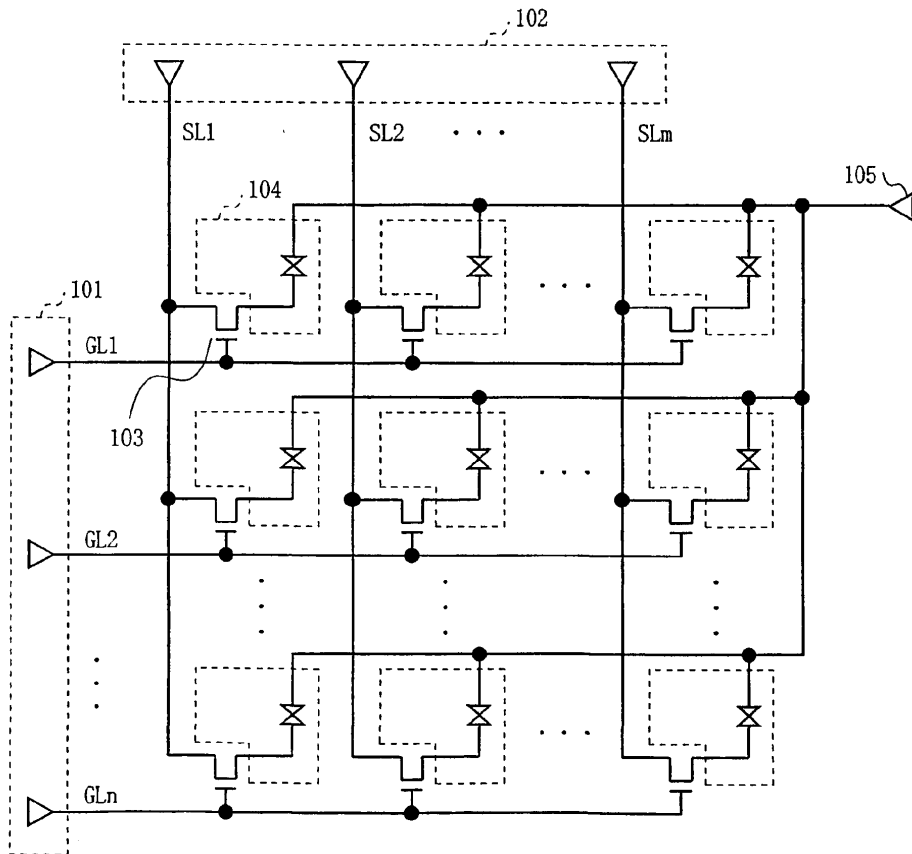 102
SL1
SL2
. . .
SLm
104
105
101
. . .
GL1
103
. . .
GL2
. . .
GLn
. . .